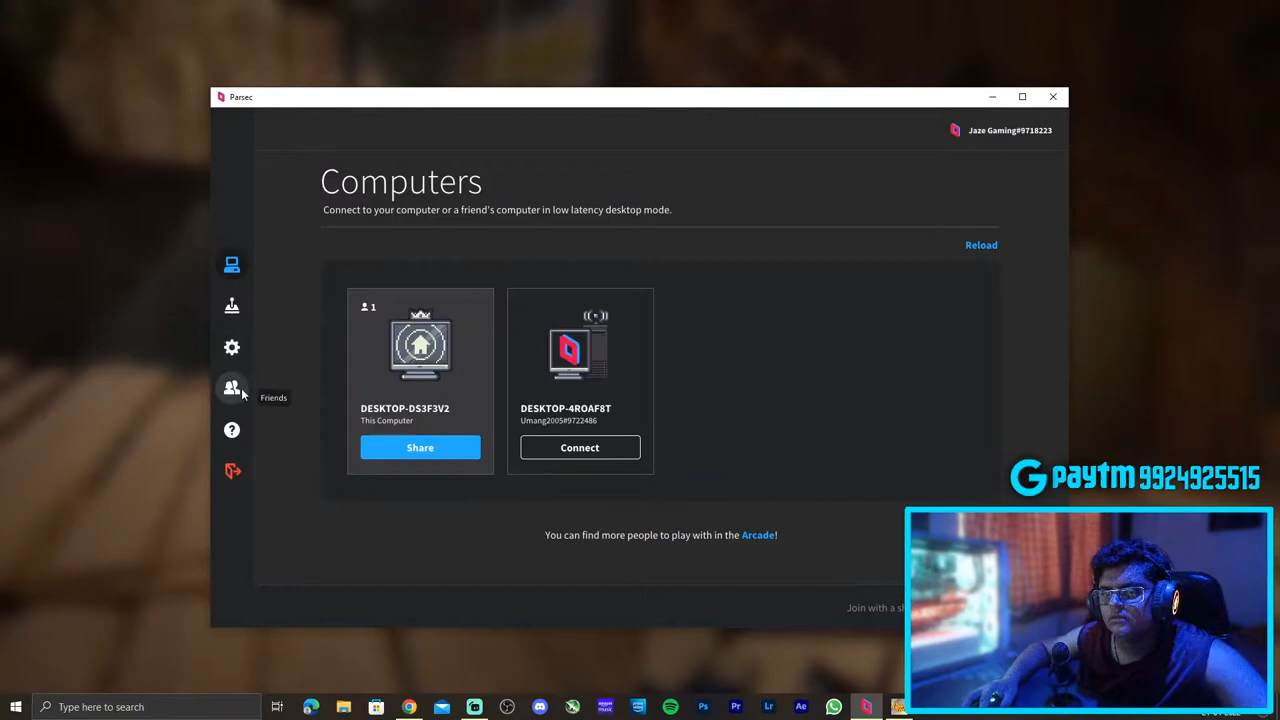 Parsec
Jaze Gaming#9718223
Computers
Connect to your computer or a friend's computer in low latency desktop mode.
Reload
1
DESKTOP-DS3F3V2
This Computer
Share
DESKTOP-4ROAF8T
Umang2005#9722486
Connect
Friends
G paytm 9924925515
You can find more people to play with in the Arcade!
Join with a
Type here to search